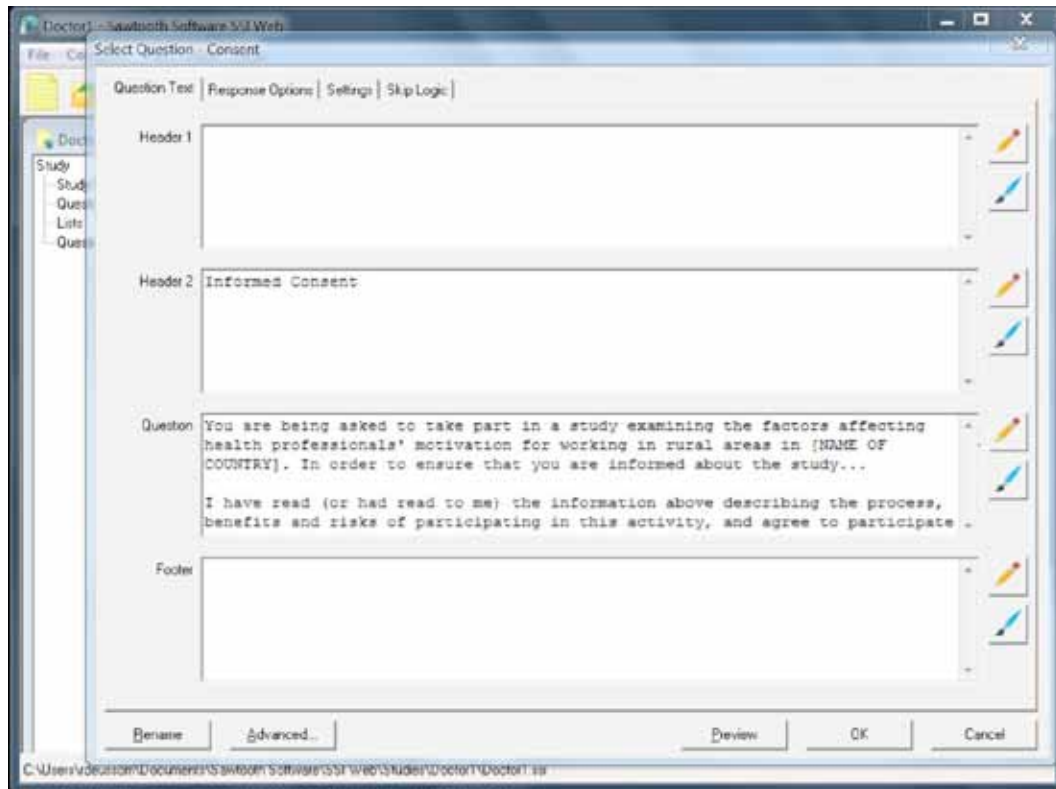 Doctor1 - Sawtooth Software SSI Web
File
Select Question - Consent
Question Text Response Options Settings Skip Logic
Study
Lists
Header 1
Header 2 Informed Consent
Question You are being asked to take part in a study examining the factors affecting
health professionals' motivation for working in rural areas in [NAME OF
COUNTRY]. In order to ensure that you are informed about the study...
I have read (or had read to me) the information above describing the process,
benefits and risks of participating in this activity, and agree to participate
Footer
Rename Advanced... Preview OK Cancel